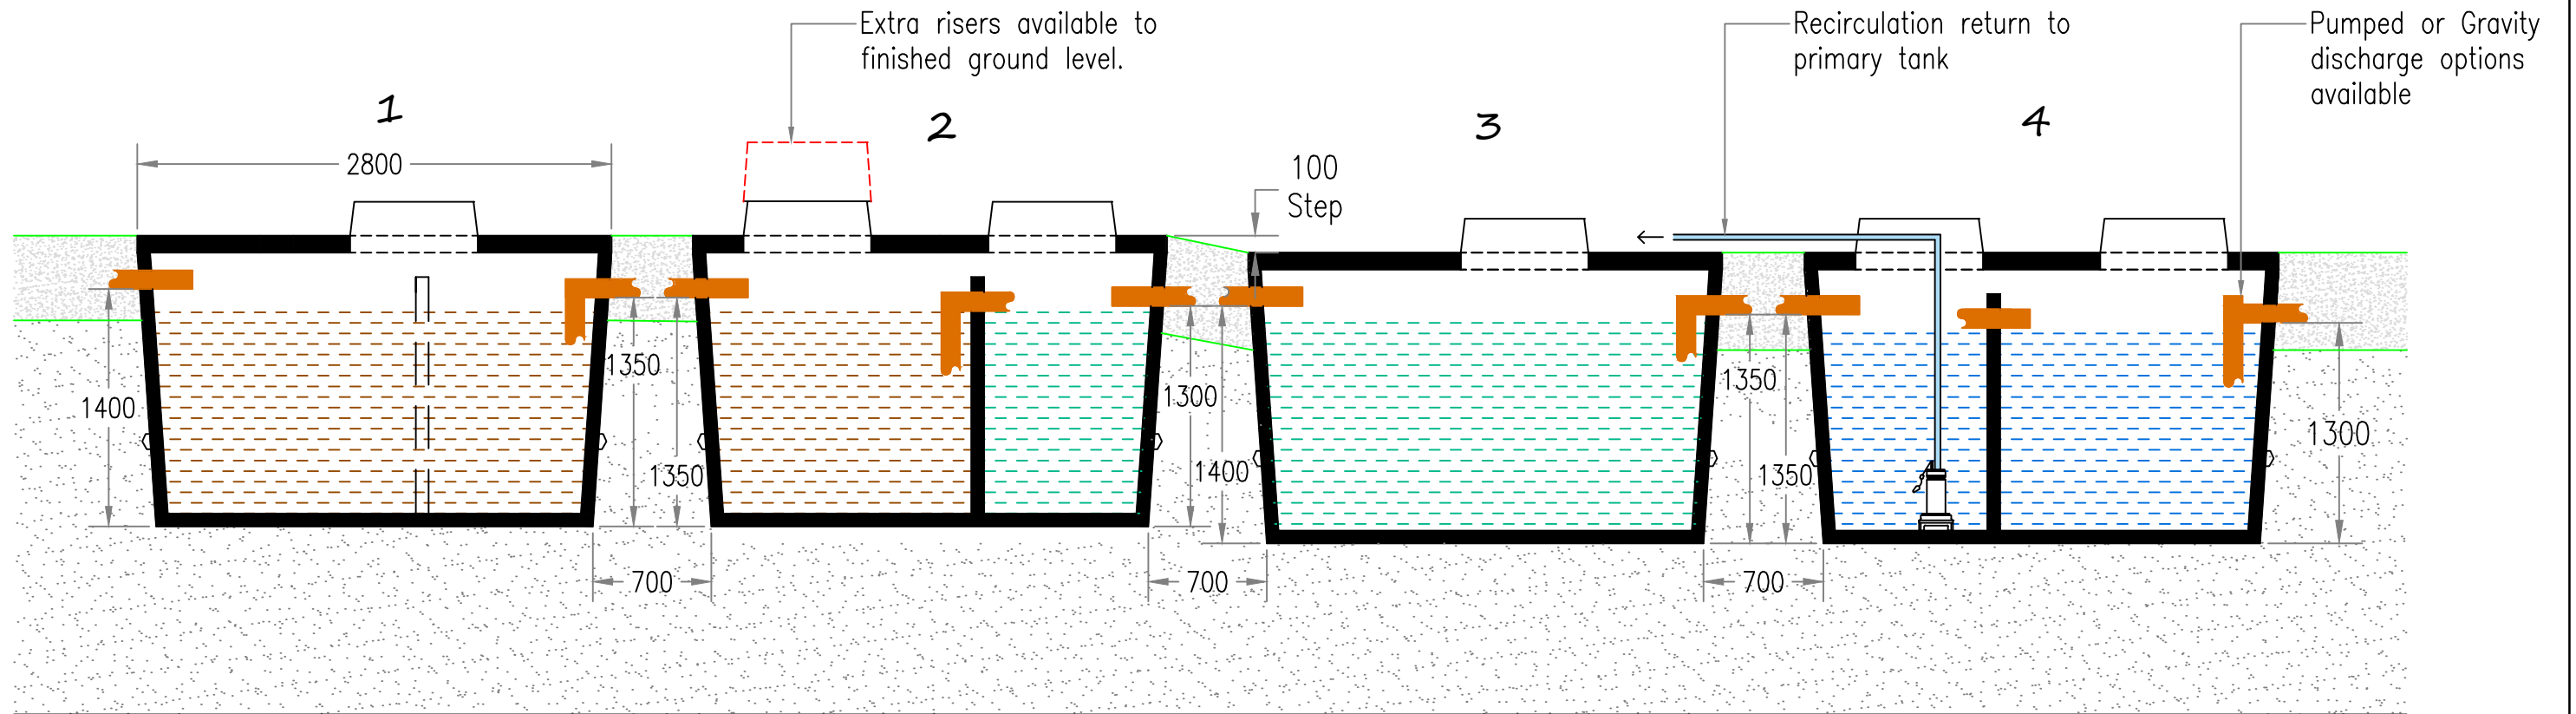 Extra risers available to
finished ground level.
Recirculation return to
primary tank
Pumped or Gravity
discharge options
available
1
2
3
4
2800
100
Step
1400
1350
1350
1300
1400
1350
1350
1300
700
700
700